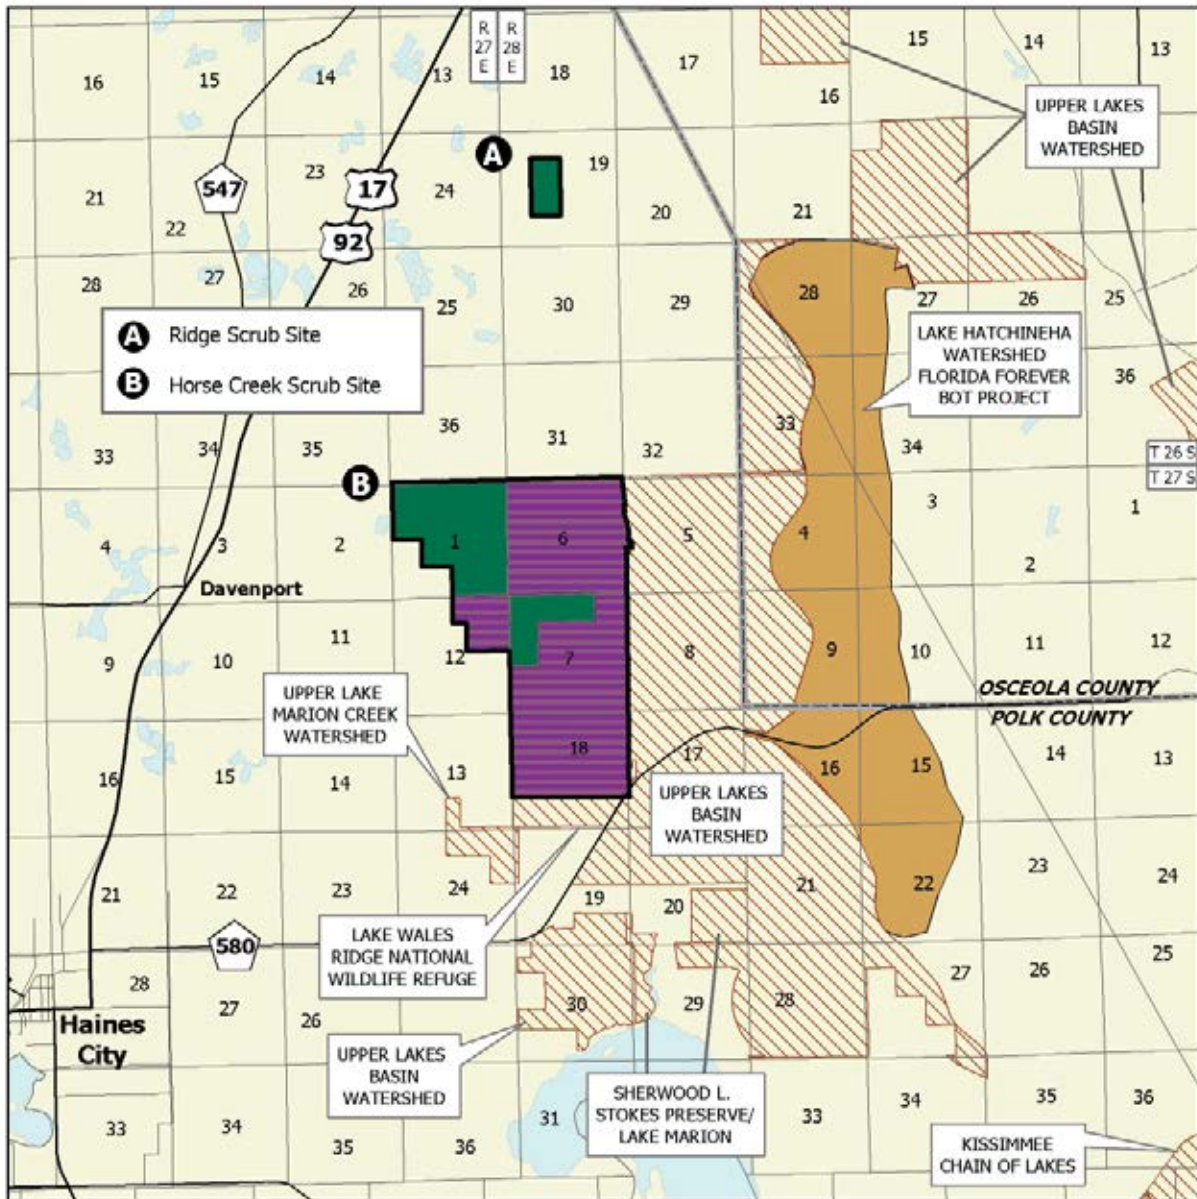 R
27
E
R
28
E
16
15
14
13
18
17
16
15
14
13
UPPER LAKES
BASIN
WATERSHED
547
17
92
A
21
22
23
24
19
20
21
28
27
26
25
30
29
28
27
26
25
A Ridge Scrub Site
B Horse Creek Scrub Site
LAKE HATCHINEHA
WATERSHED
FLORIDA FOREVER
BOT PROJECT
33
34
35
36
31
32
33
34
36
T 26 S
T 27 S
B
4
3
2
1
6
5
4
3
2
1
Davenport
9
10
11
12
7
8
9
10
11
12
OSCEOLA COUNTY
POLK COUNTY
UPPER LAKE
MARION CREEK
WATERSHED
16
15
14
13
18
17
16
15
14
13
UPPER LAKES
BASIN
WATERSHED
21
22
23
24
19
20
21
22
23
24
580
LAKE WALES
RIDGE NATIONAL
WILDLIFE REFUGE
28
27
26
30
29
28
27
26
25
Haines
City
UPPER LAKES
BASIN
WATERSHED
SHERWOOD L.
STOKES PRESERVE/
LAKE MARION
33
34
35
36
31
33
34
35
36
KISSIMMEE
CHAIN OF LAKES